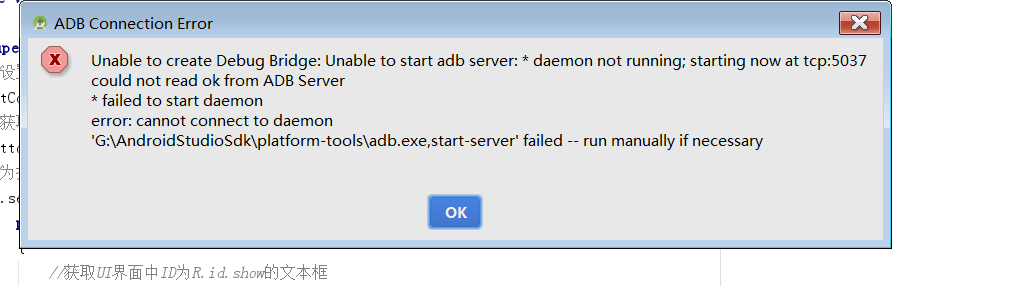 ADB Connection Error
Unable to create Debug Bridge: Unable to start adb server: * daemon not running; starting now at tcp:5037
could not read ok from ADB Server
* failed to start daemon
error: cannot connect to daemon
'G:\AndroidStudioSdk\platform-tools\adb.exe,start-server' failed -- run manually if necessary
OK
//获取UI界面中ID为R.id.show的文本框